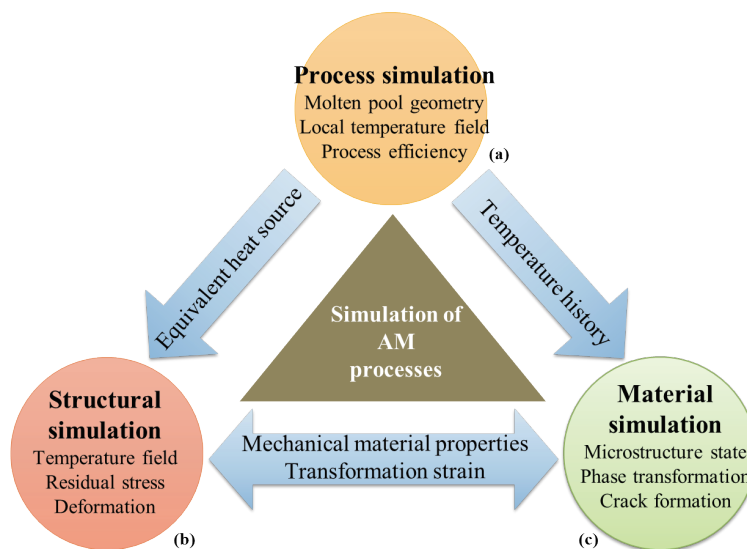 Process simulation
Molten pool geometry
Local temperature field
Process efficiency
(a)
Equivalent heat source
Temperature history
Simulation of
AM
processes
Structural
simulation
Temperature field
Residual stress
Deformation
(b)
Mechanical material properties
Transformation strain
Material
simulation
Microstructure state
Phase transformation
Crack formation
(c)